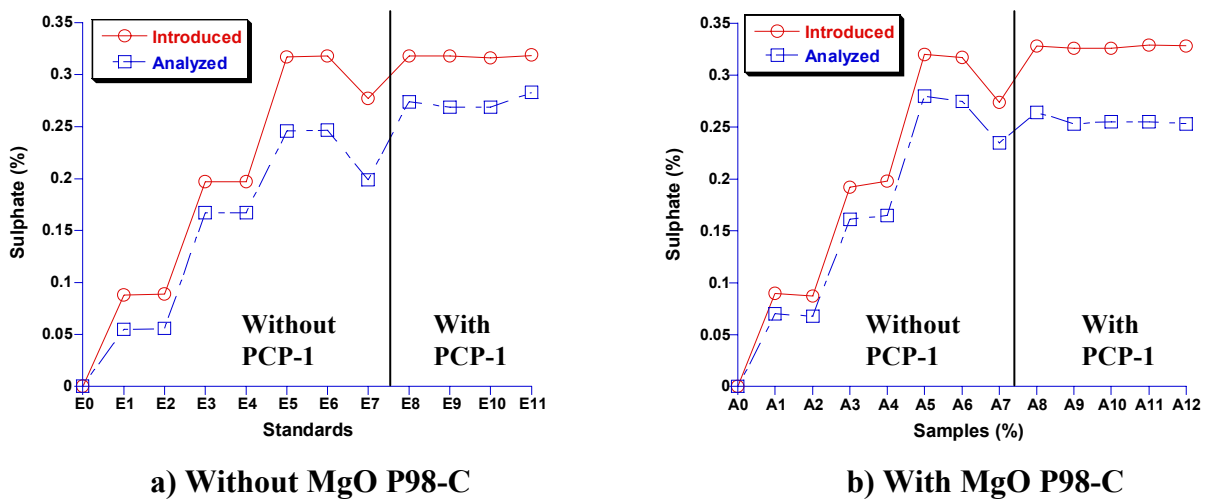 0.35
0.3
0.25
0.2
0.15
0.1
0.05
0
Sulphate (%)
Introduced
Analyzed
Without
PCP-1
With
PCP-1
E0 E1 E2 E3 E4 E5 E6 E7 E8 E9 E10 E11
Standards
a) Without MgO P98-C
0.35
0.3
0.25
0.2
0.15
0.1
0.05
0
Sulphate (%)
Introduced
Analyzed
Without
PCP-1
With
PCP-1
A0 A1 A2 A3 A4 A5 A6 A7 A8 A9 A10 A11 A12
Samples (%)
b) With MgO P98-C